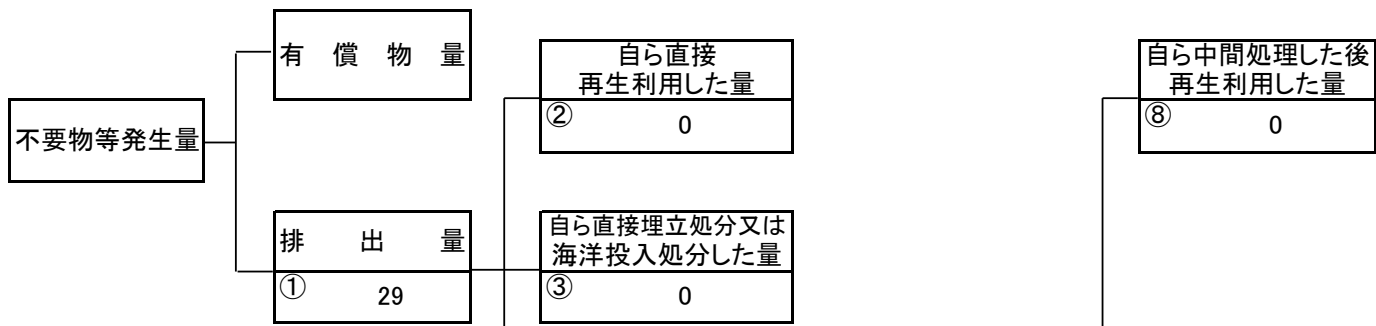 有償物量
不要物等発生量
排出量
① 29
自ら直接
再生利用した量
② 0
自ら直接埋立処分又は
海洋投入処分した量
③ 0
自ら中間処理した後
再生利用した量
⑧ 0